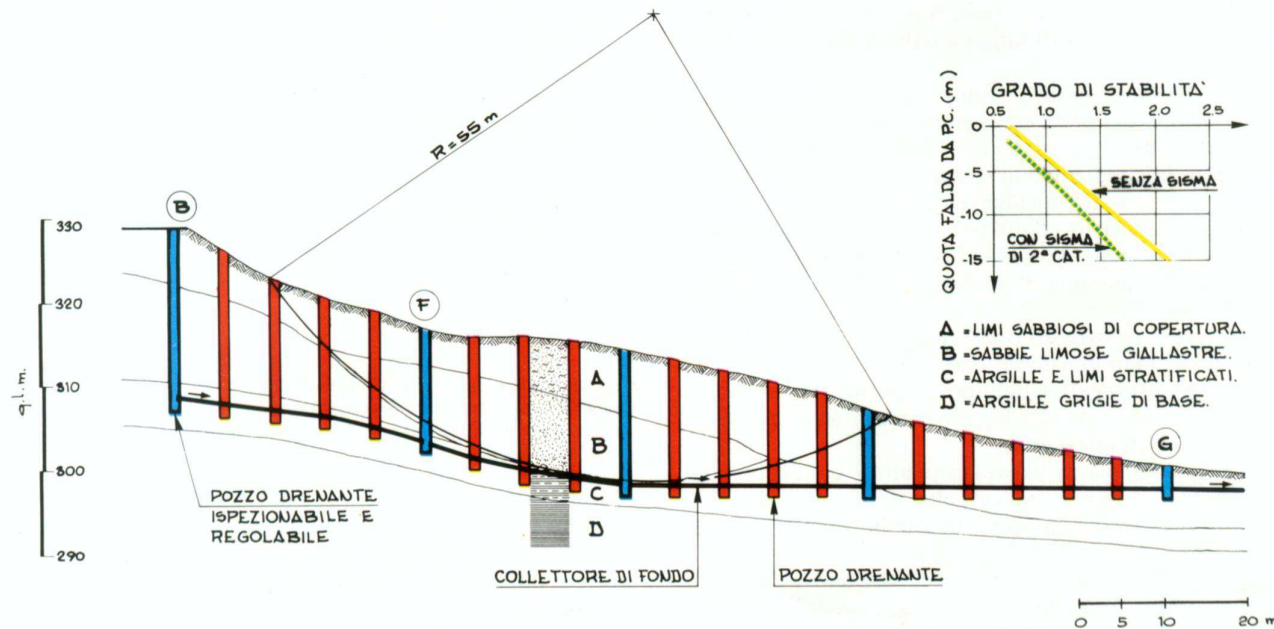 R = 55 m
GRADO DI STABILITA'
0.5 1.0 1.5 2.0 2.5
QUOTA FALDA DA P.C. (m)
0
-5
-10
-15
SENZA SISMA
CON SISMA
DI 2ª CAT.
A = LIMI SABBIOSI DI COPERTURA.
B = SABBIE LIMOSE GIALLASTRE.
C = ARGILLE E LIMI STRATIFICATI.
D = ARGILLE GRIGIE DI BASE.
B
F
G
330
320
310
300
290
q.l.m.
A
B
C
D
POZZO DRENANTE
ISPEZIONABILE E
REGOLABILE
COLLETTORE DI FONDO
POZZO DRENANTE
0 5 10 20 m